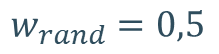 w_rand = 0,5